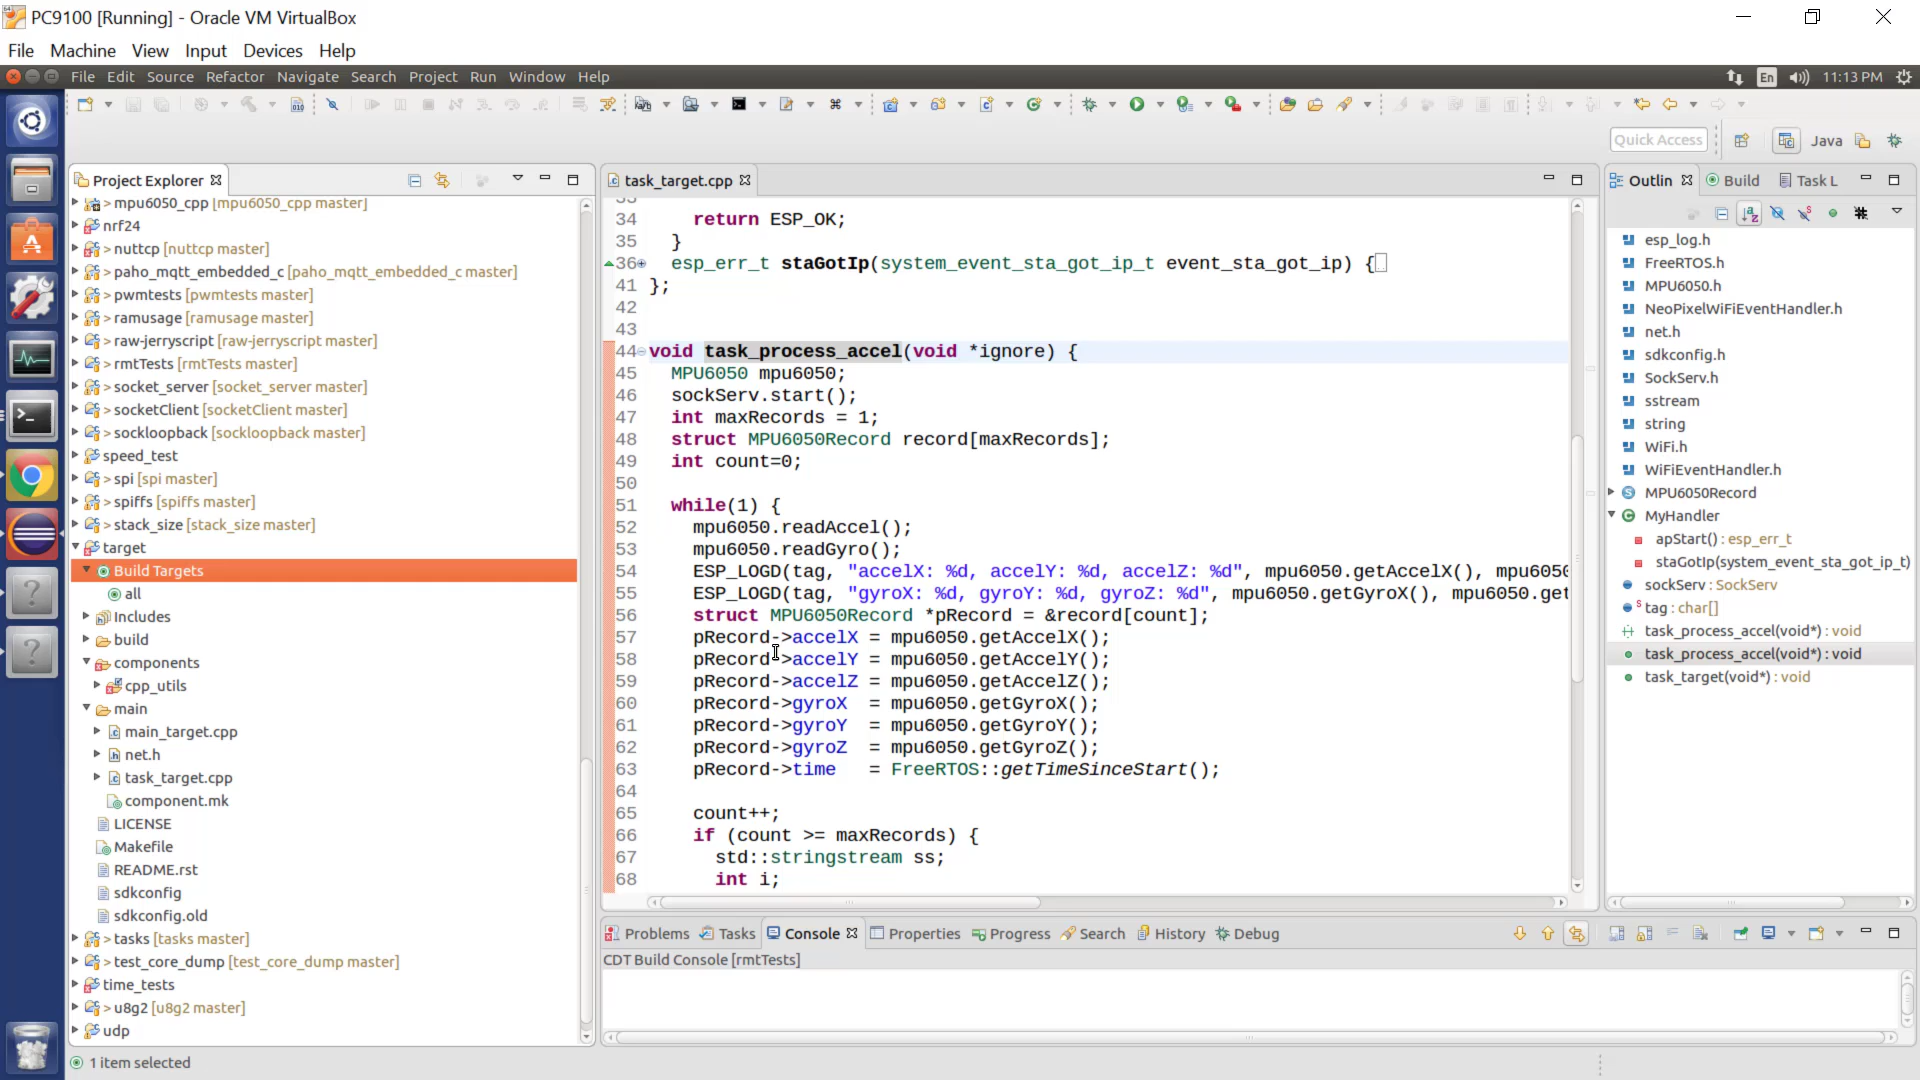 PC9100 [Running] - Oracle VM VirtualBox
File Machine View Input Devices Help
File Edit Source Refactor Navigate Search Project Run Window Help
En 11:13 PM
Quick Access
Java
Project Explorer
> mpu6050_cpp [mpu6050_cpp master]
nrf24
> nuttcp [nuttcp master]
> paho_mqtt_embedded_c [paho_mqtt_embedded_c master]
> pwmtests [pwmtests master]
> ramusage [ramusage master]
> raw-jerryscript [raw-jerryscript master]
> rmtTests [rmtTests master]
> socket_server [socket_server master]
> socketClient [socketClient master]
> sockloopback [sockloopback master]
speed_test
> spi [spi master]
> spiffs [spiffs master]
> stack_size [stack_size master]
target
Build Targets
all
Includes
build
components
cpp_utils
main
main_target.cpp
net.h
task_target.cpp
component.mk
LICENSE
Makefile
README.rst
sdkconfig
sdkconfig.old
> tasks [tasks master]
> test_core_dump [test_core_dump master]
time_tests
> u8g2 [u8g2 master]
udp
1 item selected
task_target.cpp
33
34 return ESP_OK;
35 }
36 esp_err_t staGotIp(system_event_sta_got_ip_t event_sta_got_ip) {
41 };
42
43
44 void task_process_accel(void *ignore) {
45 MPU6050 mpu6050;
46 sockServ.start();
47 int maxRecords = 1;
48 struct MPU6050Record record[maxRecords];
49 int count=0;
50
51 while(1) {
52 mpu6050.readAccel();
53 mpu6050.readGyro();
54 ESP_LOGD(tag, "accelX: %d, accelY: %d, accelZ: %d", mpu6050.getAccelX(), mpu605
55 ESP_LOGD(tag, "gyroX: %d, gyroY: %d, gyroZ: %d", mpu6050.getGyroX(), mpu6050.get
56 struct MPU6050Record *pRecord = &record[count];
57 pRecord->accelX = mpu6050.getAccelX();
58 pRecord->accelY = mpu6050.getAccelY();
59 pRecord->accelZ = mpu6050.getAccelZ();
60 pRecord->gyroX = mpu6050.getGyroX();
61 pRecord->gyroY = mpu6050.getGyroY();
62 pRecord->gyroZ = mpu6050.getGyroZ();
63 pRecord->time = FreeRTOS::getTimeSinceStart();
64
65 count++;
66 if (count >= maxRecords) {
67 std::stringstream ss;
68 int i;
Problems Tasks Console Properties Progress Search History Debug
CDT Build Console [rmtTests]
Outlin Build Task L
esp_log.h
FreeRTOS.h
MPU6050.h
NeoPixelWiFiEventHandler.h
net.h
sdkconfig.h
SockServ.h
sstream
string
WiFi.h
WiFiEventHandler.h
MPU6050Record
MyHandler
apStart() : esp_err_t
staGotIp(system_event_sta_got_ip_t)
sockServ : SockServ
tag : char[]
task_process_accel(void*) : void
task_process_accel(void*) : void
task_target(void*) : void